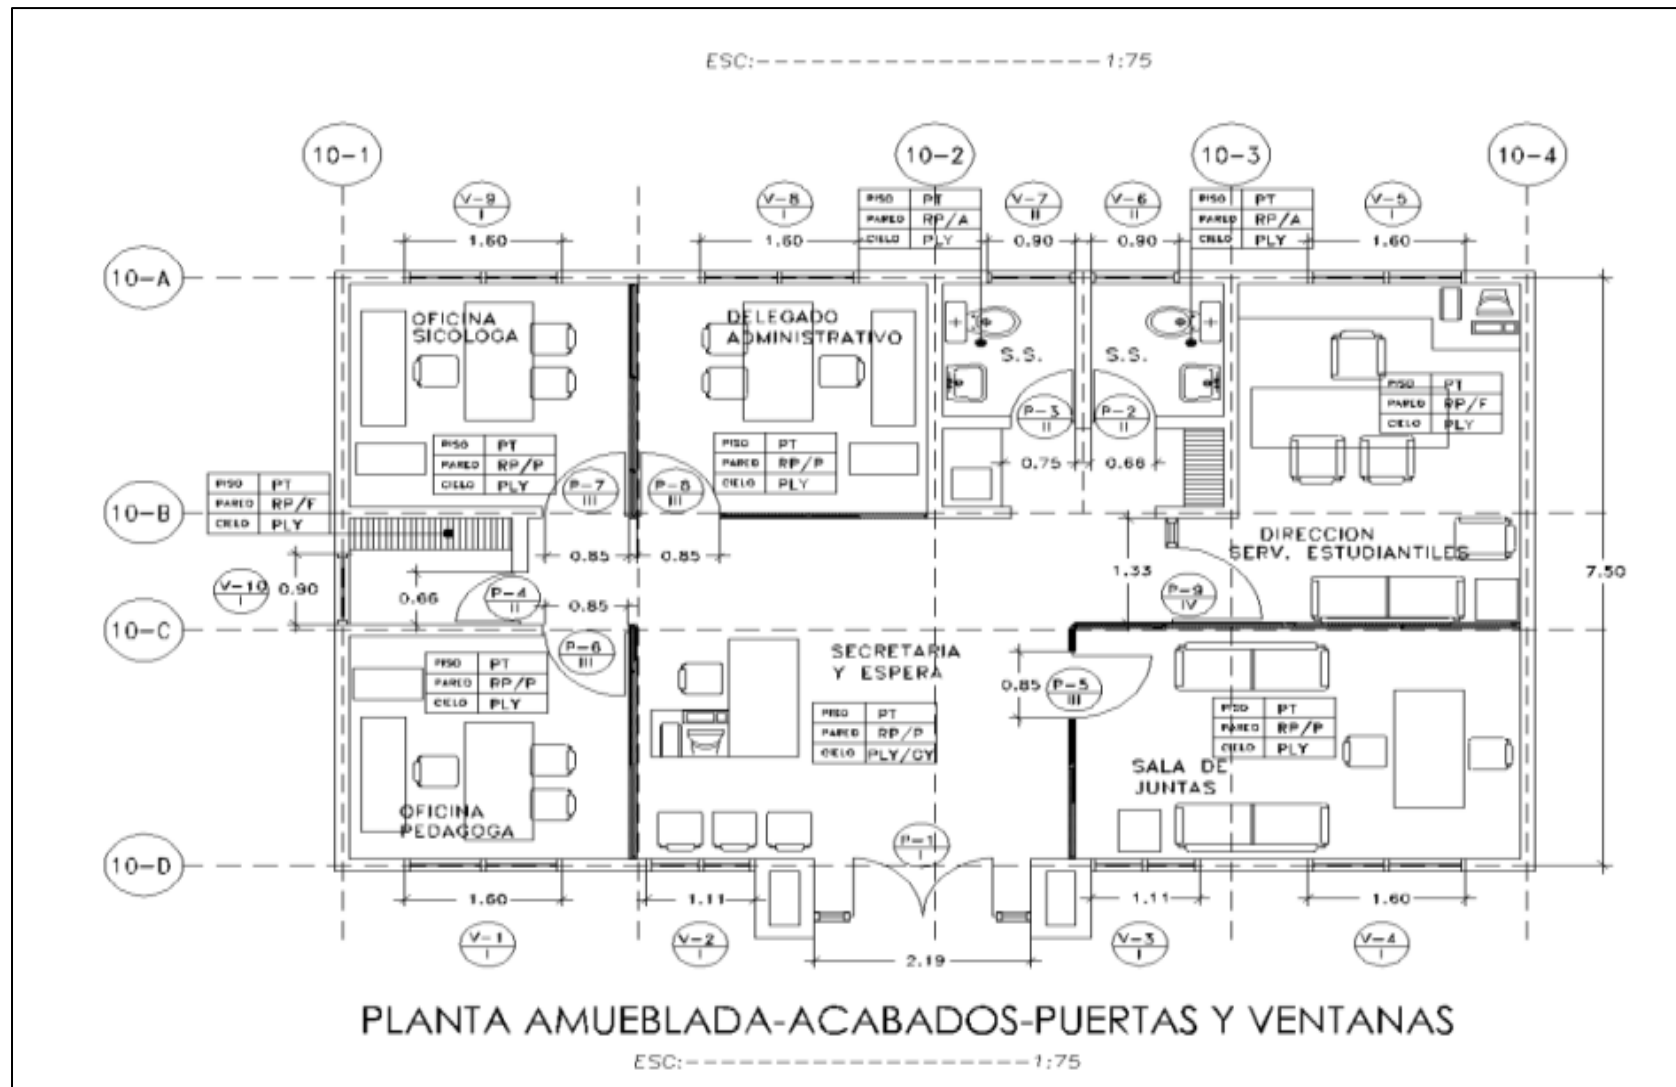 ESC:--------------------1:75
10-1
10-2
10-3
10-4
V-9
I
V-8
I
V-7
II
V-6
II
V-5
I
PISO PT
PARED RP/A
CIELO PLY
PISO PT
PARED RP/A
CIELO PLY
1.60
1.60
0.90
0.90
1.60
10-A
OFICINA
SICOLOGA
DELEGADO
ADMINISTRATIVO
S.S.
S.S.
PISO PT
PARED RP/F
CIELO PLY
P-3
II
P-2
II
PISO PT
PARED RP/P
CIELO PLY
PISO PT
PARED RP/P
CIELO PLY
0.75
0.66
PISO PT
PARED RP/F
CIELO PLY
P-7
III
P-8
III
10-B
DIRECCION
SERV. ESTUDIANTILES
0.85
0.85
1.33
7.50
V-10
I
0.90
0.66
P-4
II
0.85
P-9
IV
10-C
P-6
III
SECRETARIA
Y ESPERA
PISO PT
PARED RP/P
CIELO PLY
0.85
P-5
III
PISO PT
PARED RP/P
CIELO PLY/CY
PISO PT
PARED RP/P
CIELO PLY
SALA DE
JUNTAS
OFICINA
PEDAGOGA
P-1
I
10-D
1.60
1.11
1.11
1.60
V-1
I
V-2
I
V-3
I
V-4
I
2.19
PLANTA AMUEBLADA-ACABADOS-PUERTAS Y VENTANAS
ESC:--------------------1:75